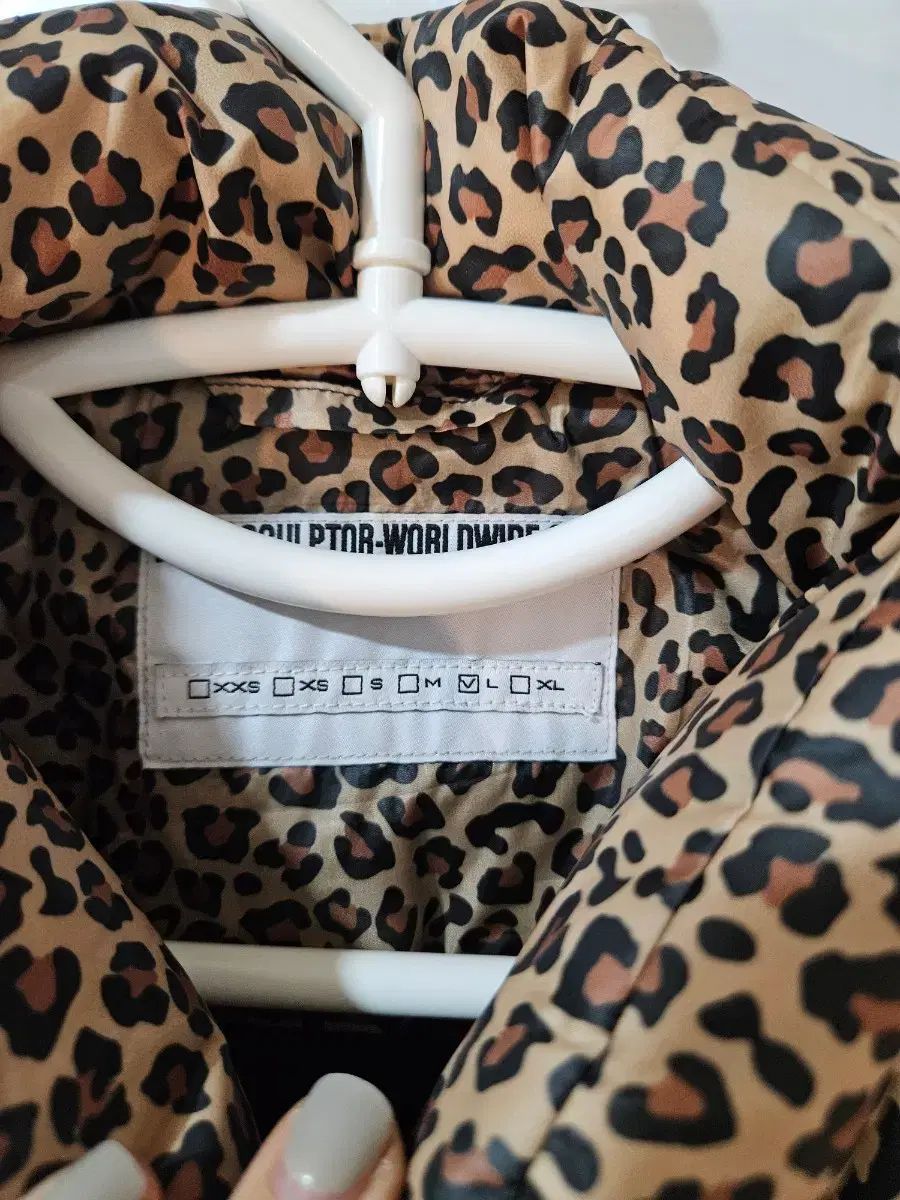 SCULPTOR-WORLDWIDE
☐XXS ☐XS ☐S ☐M ☑L ☐XL